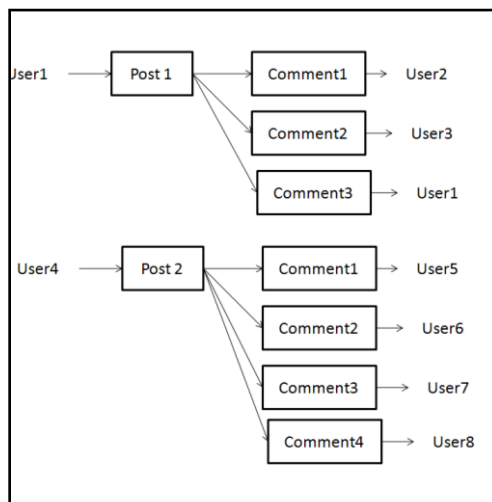 User1 Post 1 Comment1 User2
Comment2 User3
Comment3 User1
User4 Post 2 Comment1 User5
Comment2 User6
Comment3 User7
Comment4 User8